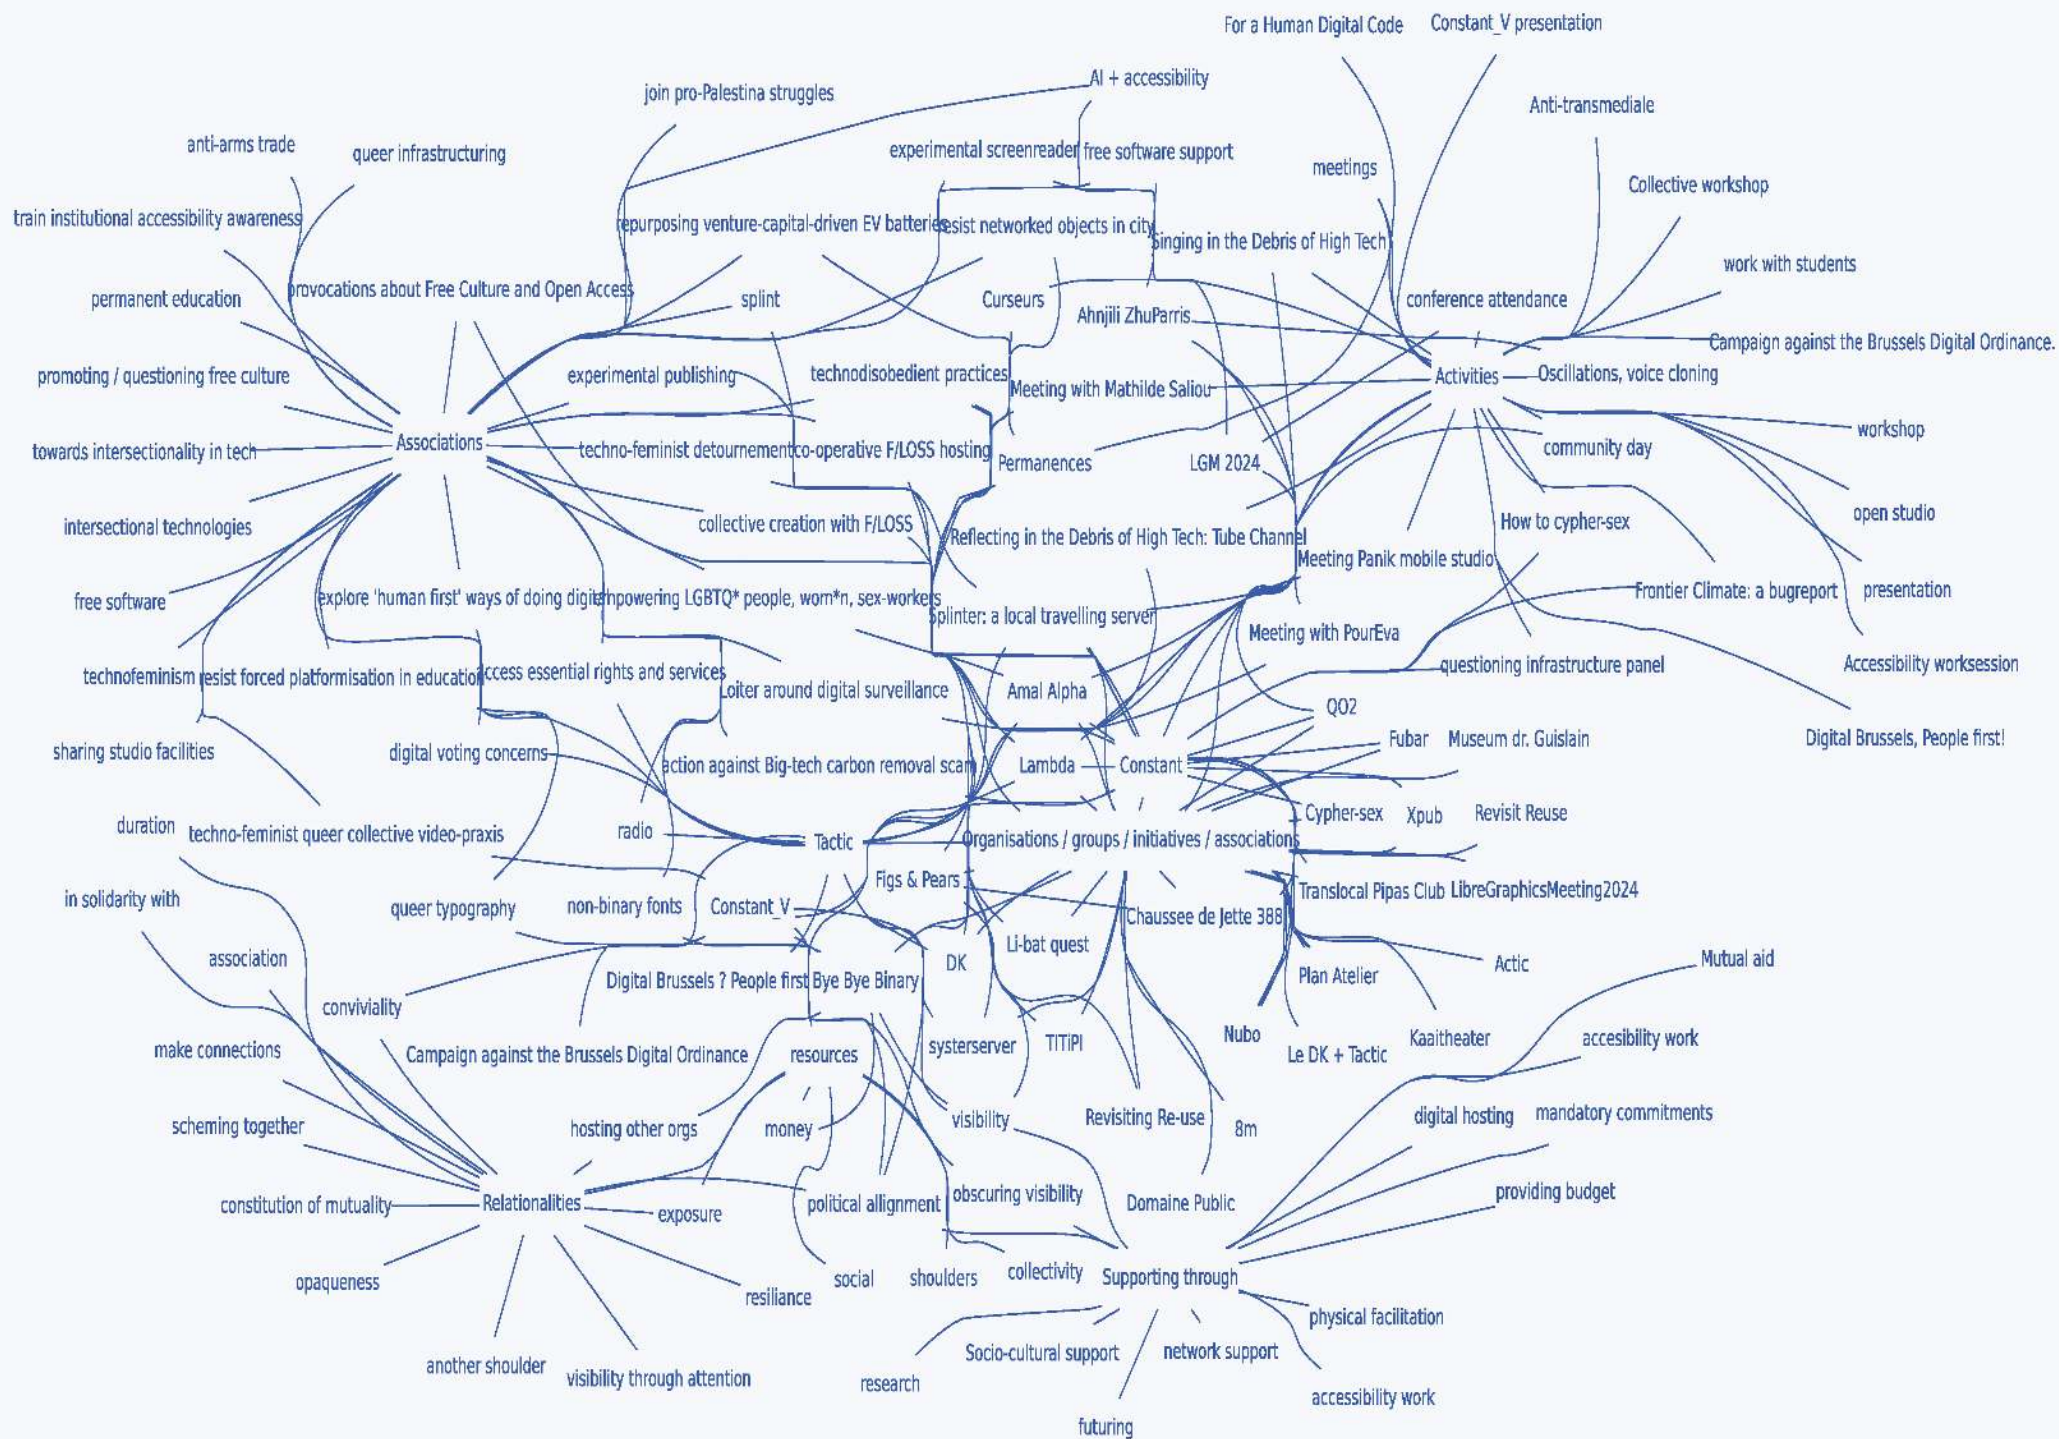 For a Human Digital Code
Constant_V presentation
AI + accessibility
join pro-Palestina struggles
Anti-transmediale
anti-arms trade
queer infrastructuring
experimental screenreader
free software support
meetings
Collective workshop
train institutional accessibility awareness
repurposing venture-capital-driven EV batteries
resist networked objects in city
Singing in the Debris of High Tech
work with students
permanent education
provocations about Free Culture and Open Access
splint
Curseurs
Ahnjili ZhuParris
conference attendance
Campaign against the Brussels Digital Ordinance.
promoting / questioning free culture
experimental publishing
technodisobedient practices
Meeting with Mathilde Saliou
Activities
Oscillations, voice cloning
Associations
towards intersectionality in tech
techno-feminist detournement
co-operative F/LOSS hosting
Permanences
LGM 2024
community day
workshop
intersectional technologies
collective creation with F/LOSS
Reflecting in the Debris of High Tech: Tube Channel
How to cypher-sex
open studio
Meeting Panik mobile studio
free software
explore 'human first' ways of doing digital
empowering LGBTQ* people, wom*n, sex-workers
Splinter: a local travelling server
Frontier Climate: a bugreport
presentation
Meeting with PourEva
technofeminism
resist forced platformisation in education
access essential rights and services
Loiter around digital surveillance
Amal Alpha
questioning infrastructure panel
Accessibility worksession
QO2
sharing studio facilities
digital voting concerns
action against Big-tech carbon removal scam
Lambda
Constant
Fubar
Museum dr. Guislain
Digital Brussels, People first!
duration
techno-feminist queer collective video-praxis
radio
Tactic
Organisations / groups / initiatives / associations
Cypher-sex
Xpub
Revisit Reuse
in solidarity with
queer typography
non-binary fonts
Constant_V
Figs & Pears
Chaussee de Jette 388
Translocal Pipas Club
LibreGraphicsMeeting2024
association
conviviality
Digital Brussels ? People first
Bye Bye Binary
DK
Li-bat quest
Plan Atelier
Actic
Mutual aid
make connections
Campaign against the Brussels Digital Ordinance
resources
systerserver
TITiPI
Nubo
Le DK + Tactic
Kaaitheater
accesibility work
scheming together
hosting other orgs
money
visibility
Revisiting Re-use
8m
digital hosting
mandatory commitments
constitution of mutuality
Relationalities
exposure
political allignment
obscuring visibility
Domaine Public
providing budget
opaqueness
resiliance
social
shoulders
collectivity
Supporting through
physical facilitation
another shoulder
visibility through attention
research
Socio-cultural support
network support
accessibility work
futuring